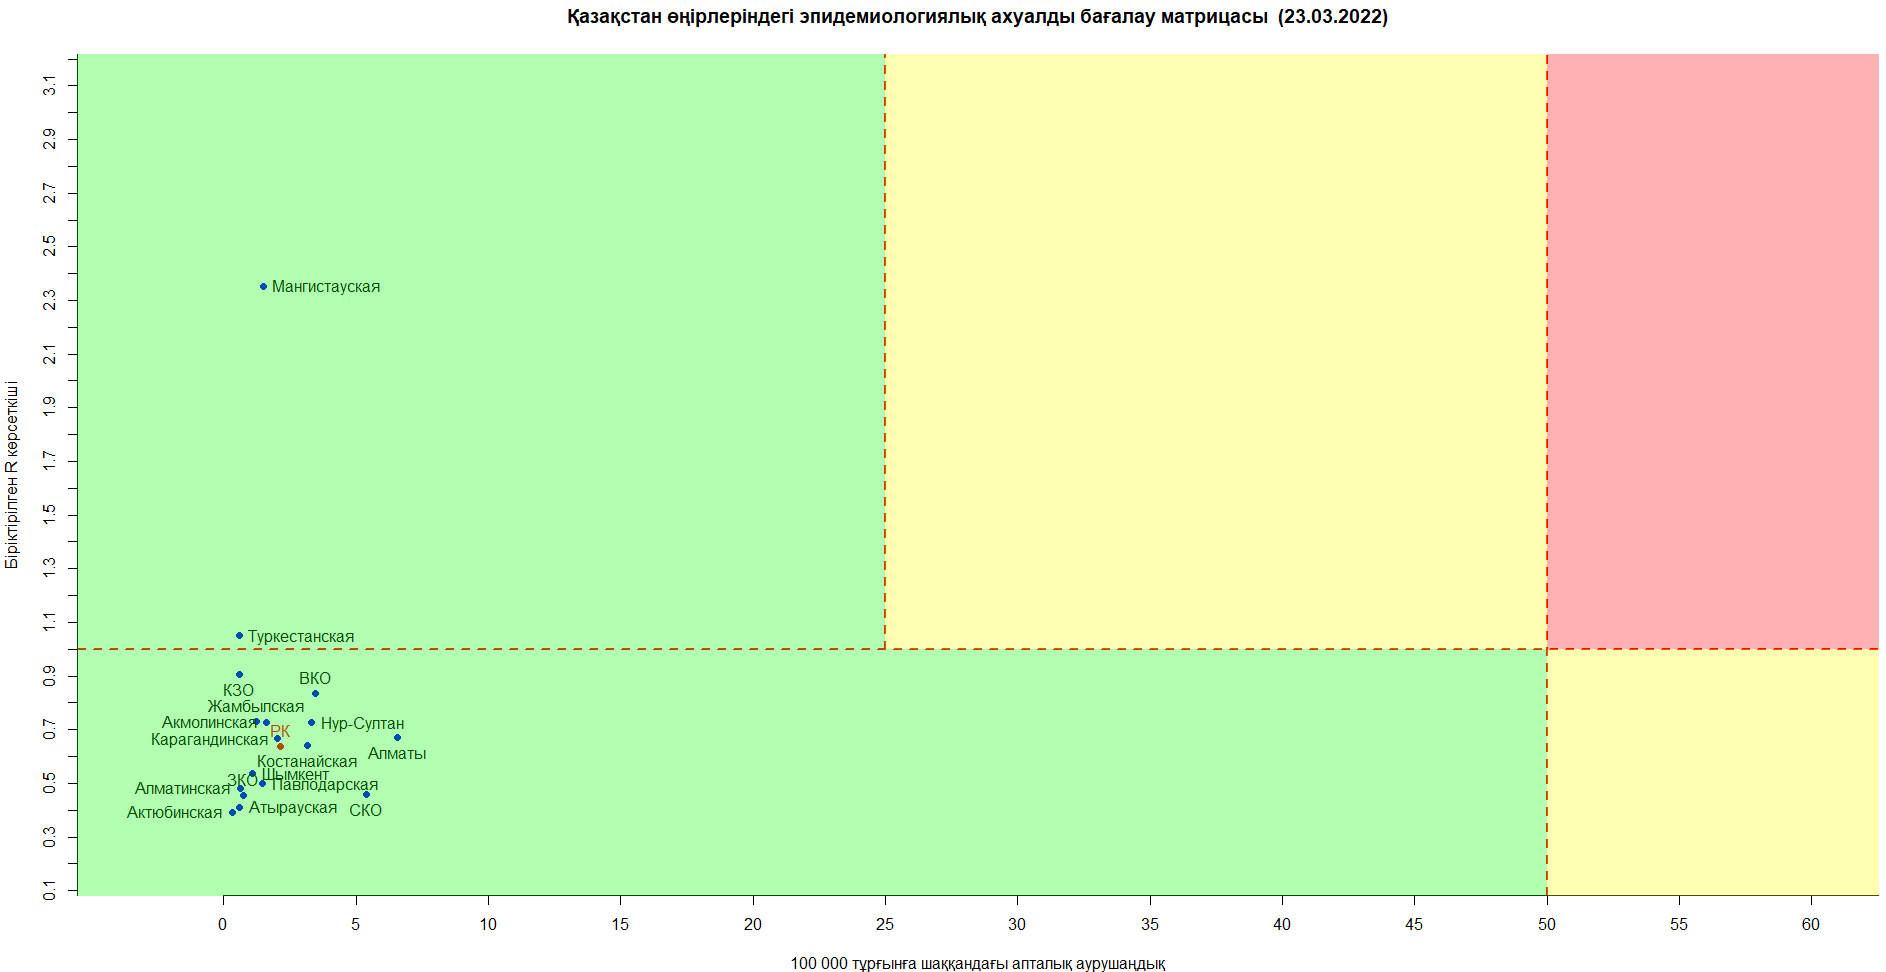 Қазақстан өңірлеріндегі эпидемиологиялық ахуалды бағалау матрицасы (23.03.2022)
Біріктірілген R көрсеткіші
3.1
2.9
2.7
2.5
2.3
2.1
1.9
1.7
1.5
1.3
1.1
0.9
0.7
0.5
0.3
0.1
Мангистауская
Туркестанская
КЗО
ВКО
Жамбылская
Акмолинская
Нур-Султан
РК
Карагандинская
Алматы
Костанайская
Шымкент
ЗКО
Павлодарская
Алматинская
Атырауская
СКО
Актюбинская
0 5 10 15 20 25 30 35 40 45 50 55 60
100 000 тұрғынға шаққандағы апталық аурушаңдық